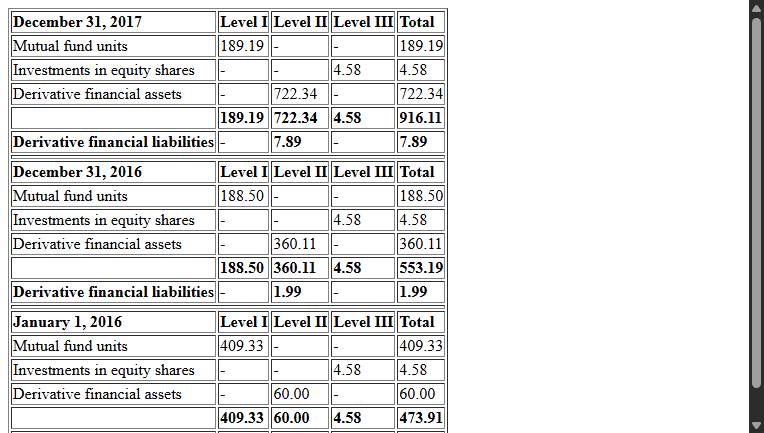 December 31, 2017 Level I Level II Level III Total
Mutual fund units 189.19 - - 189.19
Investments in equity shares - - 4.58 4.58
Derivative financial assets - 722.34 - 722.34
189.19 722.34 4.58 916.11
Derivative financial liabilities - 7.89 - 7.89
December 31, 2016 Level I Level II Level III Total
Mutual fund units 188.50 - - 188.50
Investments in equity shares - - 4.58 4.58
Derivative financial assets - 360.11 - 360.11
188.50 360.11 4.58 553.19
Derivative financial liabilities - 1.99 - 1.99
January 1, 2016 Level I Level II Level III Total
Mutual fund units 409.33 - - 409.33
Investments in equity shares - - 4.58 4.58
Derivative financial assets - 60.00 - 60.00
409.33 60.00 4.58 473.91